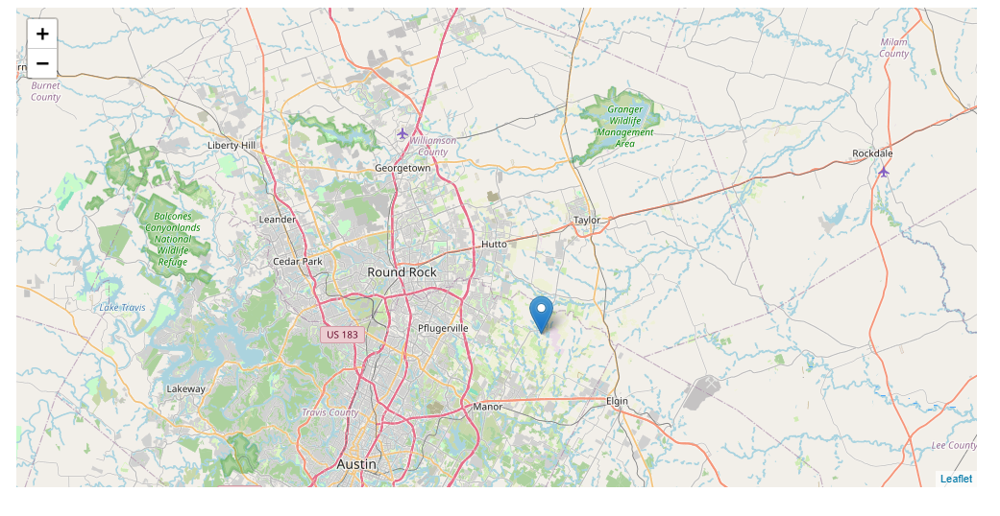 +
−
Milam
County
Burnet
County
Granger
Wildlife
Management
Area
Williamson
County
Liberty Hill
Rockdale
Georgetown
Leander
Taylor
Balcones
Canyonlands
National
Wildlife
Refuge
Hutto
Cedar Park
Round Rock
Lake Travis
Pflugerville
US 183
Lakeway
Elgin
Manor
Travis County
Lee County
Austin
Leaflet